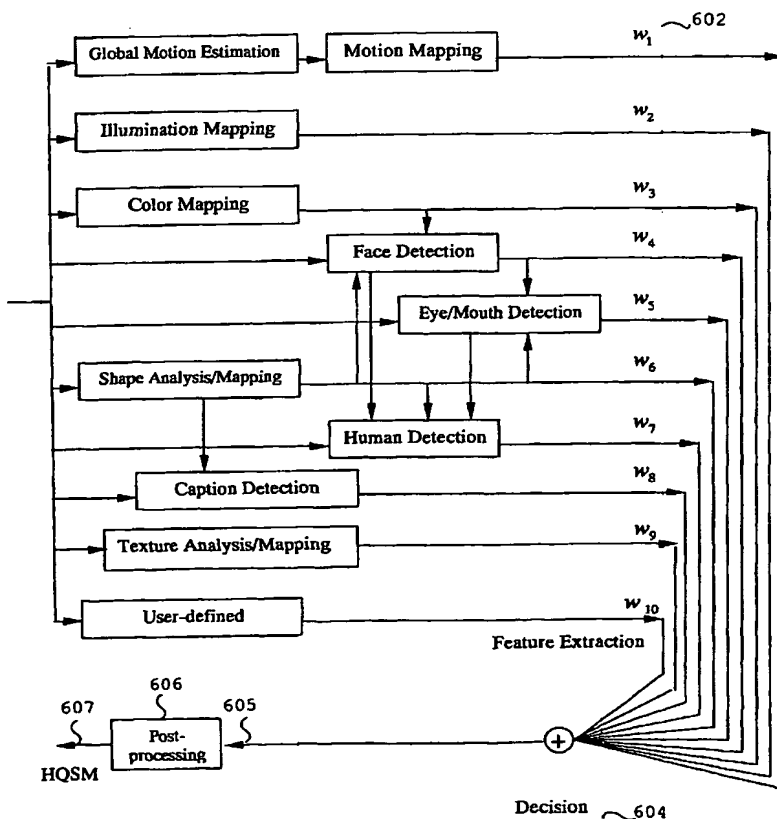 602
Global Motion Estimation
Motion Mapping
w1
Illumination Mapping
w2
Color Mapping
w3
Face Detection
w4
Eye/Mouth Detection
w5
Shape Analysis/Mapping
w6
Human Detection
w7
Caption Detection
w8
Texture Analysis/Mapping
w9
User-defined
w10
Feature Extraction
606
607
605
Post-
processing
+
HQSM
Decision
604